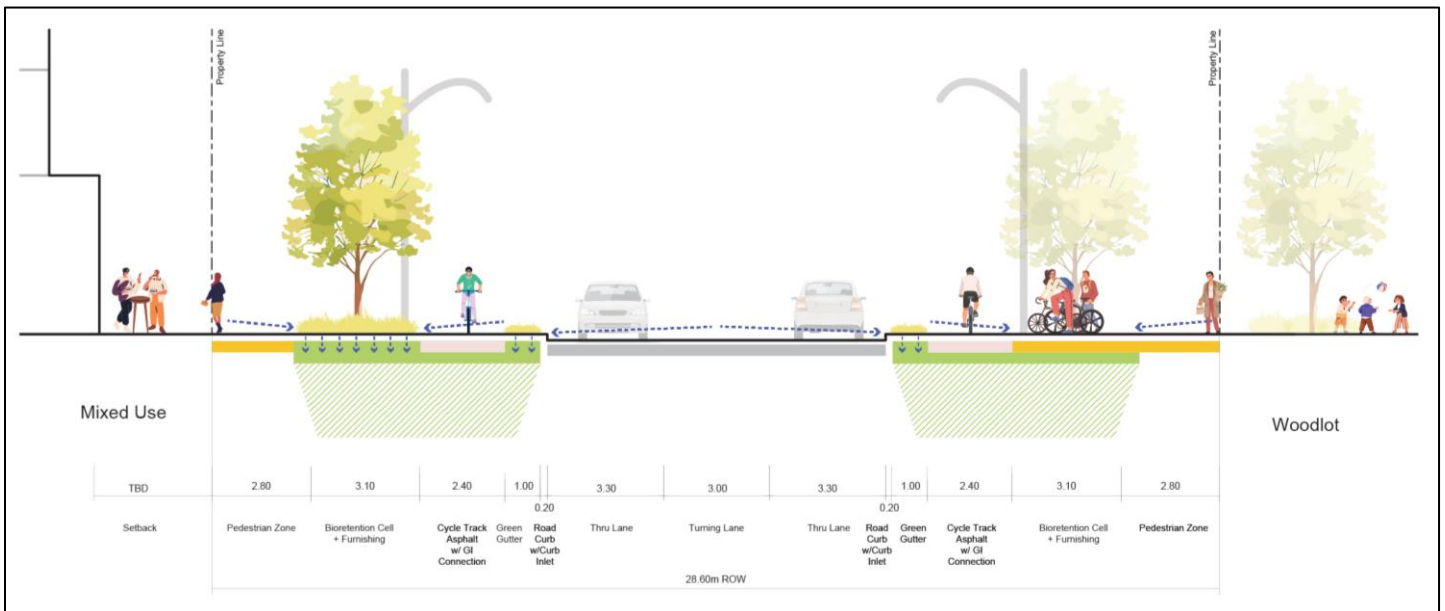 Property Line
Property Line
Mixed Use
Woodlot
TBD
2.80
3.10
2.40
1.00
0.20
3.30
3.00
3.30
0.20
1.00
2.40
3.10
2.80
Setback
Pedestrian Zone
Bioretention Cell
+ Furnishing
Cycle Track
Asphalt
w/ GI
Connection
Green
Gutter
Road
Curb
w/Curb
Inlet
Thru Lane
Turning Lane
Thru Lane
Road
Curb
w/Curb
Inlet
Green
Gutter
Cycle Track
Asphalt
w/ GI
Connection
Bioretention Cell
+ Furnishing
Pedestrian Zone
28.60m ROW